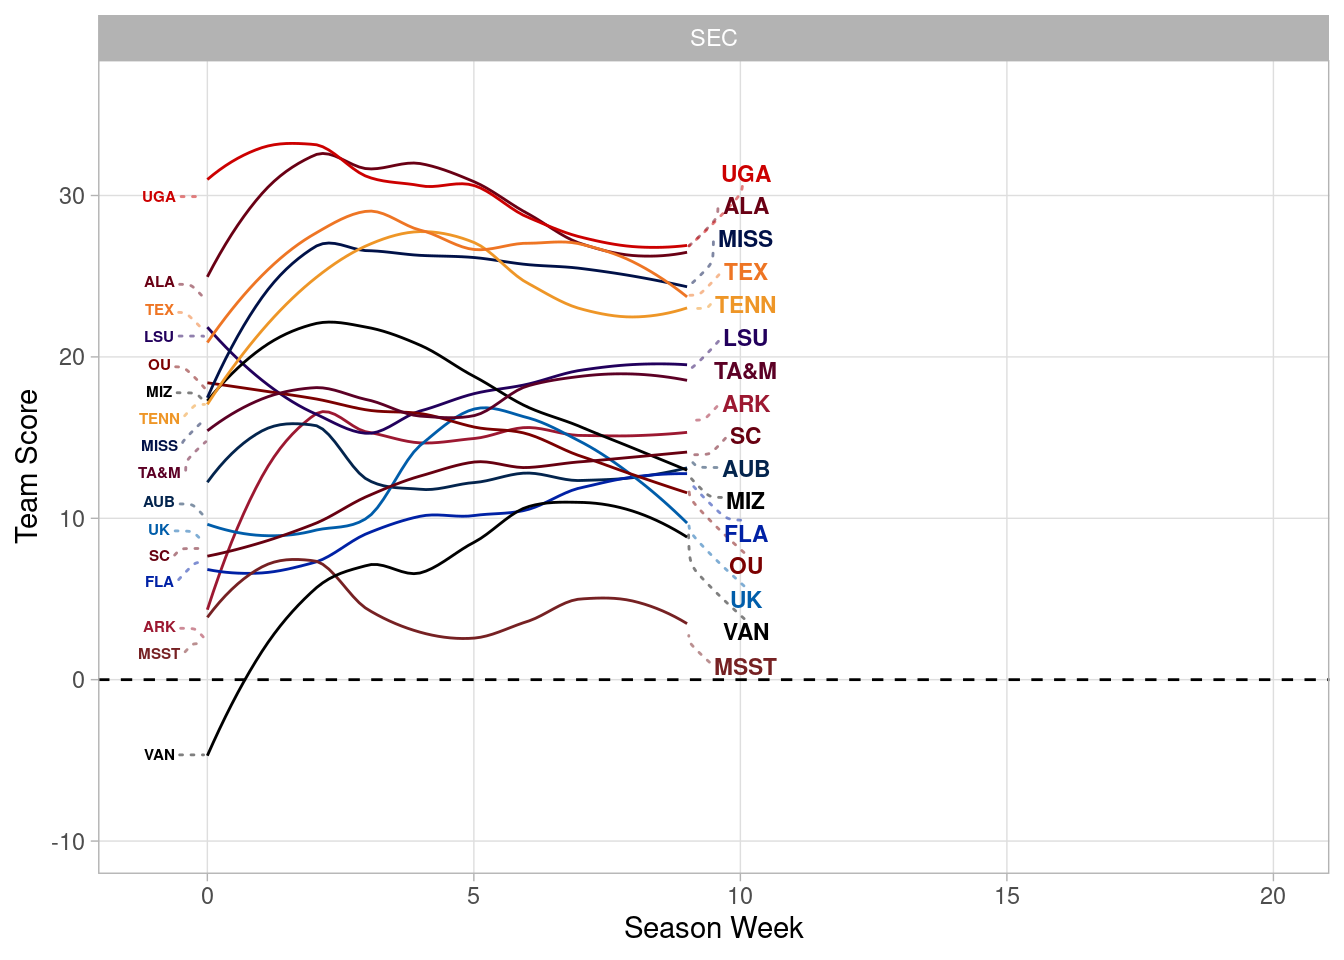 SEC
Team Score
30
20
10
0
-10
UGA
ALA
TEX
LSU
OU
MIZ
TENN
MISS
TA&M
AUB
UK
SC
FLA
ARK
MSST
VAN
UGA
ALA
MISS
TEX
TENN
LSU
TA&M
ARK
SC
AUB
MIZ
FLA
OU
UK
VAN
MSST
0 5 10 15 20
Season Week